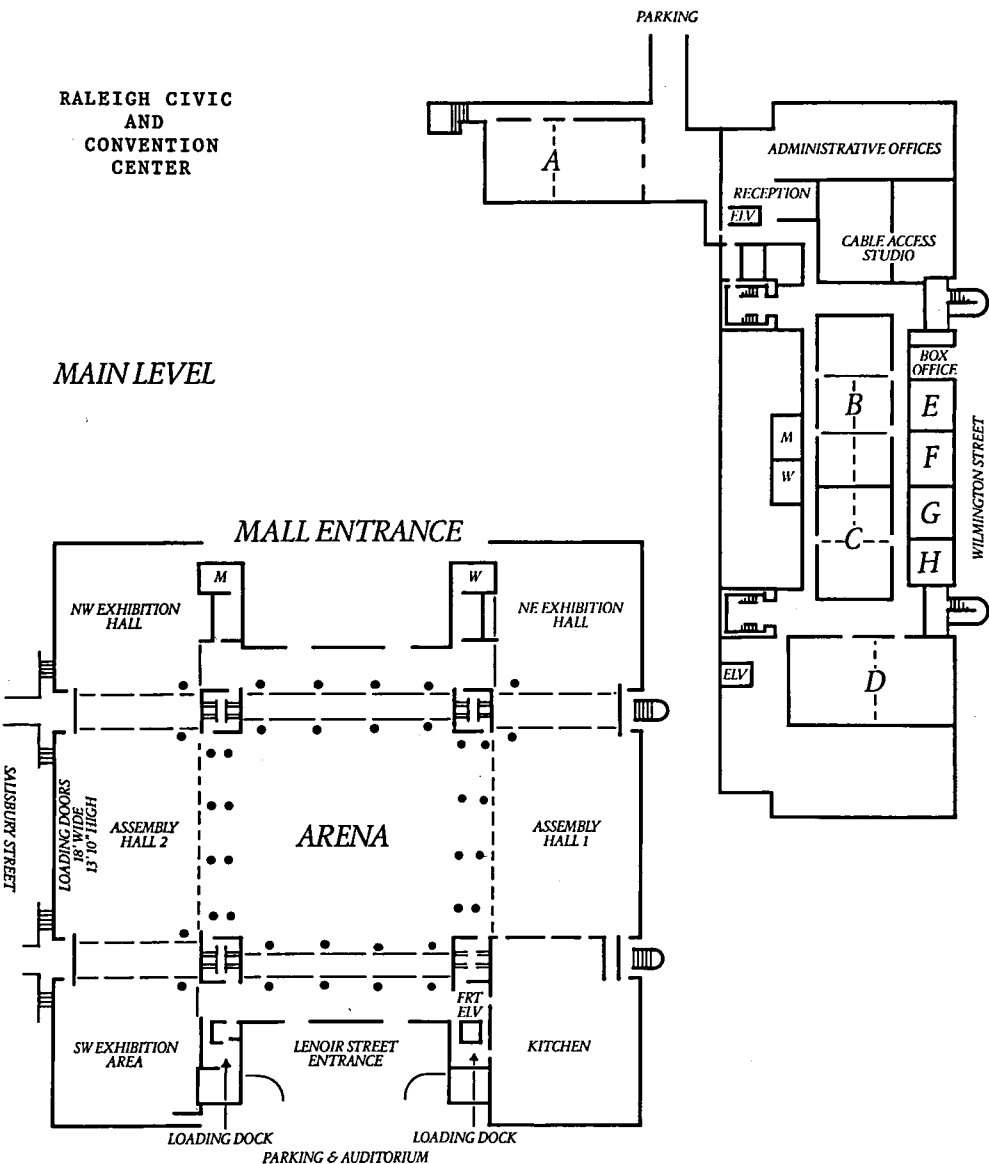 PARKING
RALEIGH CIVIC
AND
CONVENTION
CENTER
A
ADMINISTRATIVE OFFICES
RECEPTION
ELV
CABLE ACCESS
STUDIO
MAIN LEVEL
BOX
OFFICE
B
E
M
F
W
G
C
H
WILMINGTON STREET
ELV
D
MALL ENTRANCE
M
W
NW EXHIBITION
HALL
NE EXHIBITION
HALL
SALISBURY STREET
LOADING DOORS
18' WIDE
13' 10" HIGH
ASSEMBLY
HALL 2
ARENA
ASSEMBLY
HALL 1
FRT
ELV
SW EXHIBITION
AREA
LENOIR STREET
ENTRANCE
KITCHEN
LOADING DOCK
LOADING DOCK
PARKING & AUDITORIUM